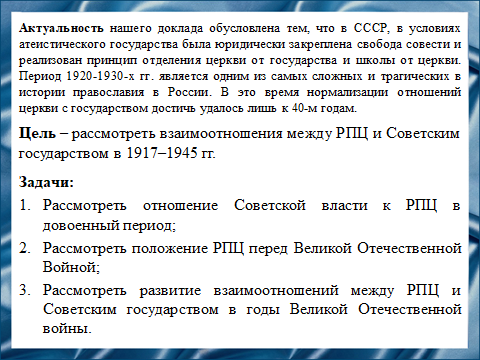 Актуальность нашего доклада обусловлена тем, что в СССР, в условиях
атеистического государства была юридически закреплена свобода совести и
реализован принцип отделения церкви от государства и школы от церкви.
Период 1920-1930-х гг. является одним из самых сложных и трагических в
истории православия в России. В это время нормализации отношений
церкви с государством достичь удалось лишь к 40-м годам.
Цель – рассмотреть взаимоотношения между РПЦ и Советским
государством в 1917–1945 гг.
Задачи:
1. Рассмотреть отношение Советской власти к РПЦ в
довоенный период;
2. Рассмотреть положение РПЦ перед Великой Отечественной
Войной;
3. Рассмотреть развитие взаимоотношений между РПЦ и
Советским государством в годы Великой Отечественной
войны.